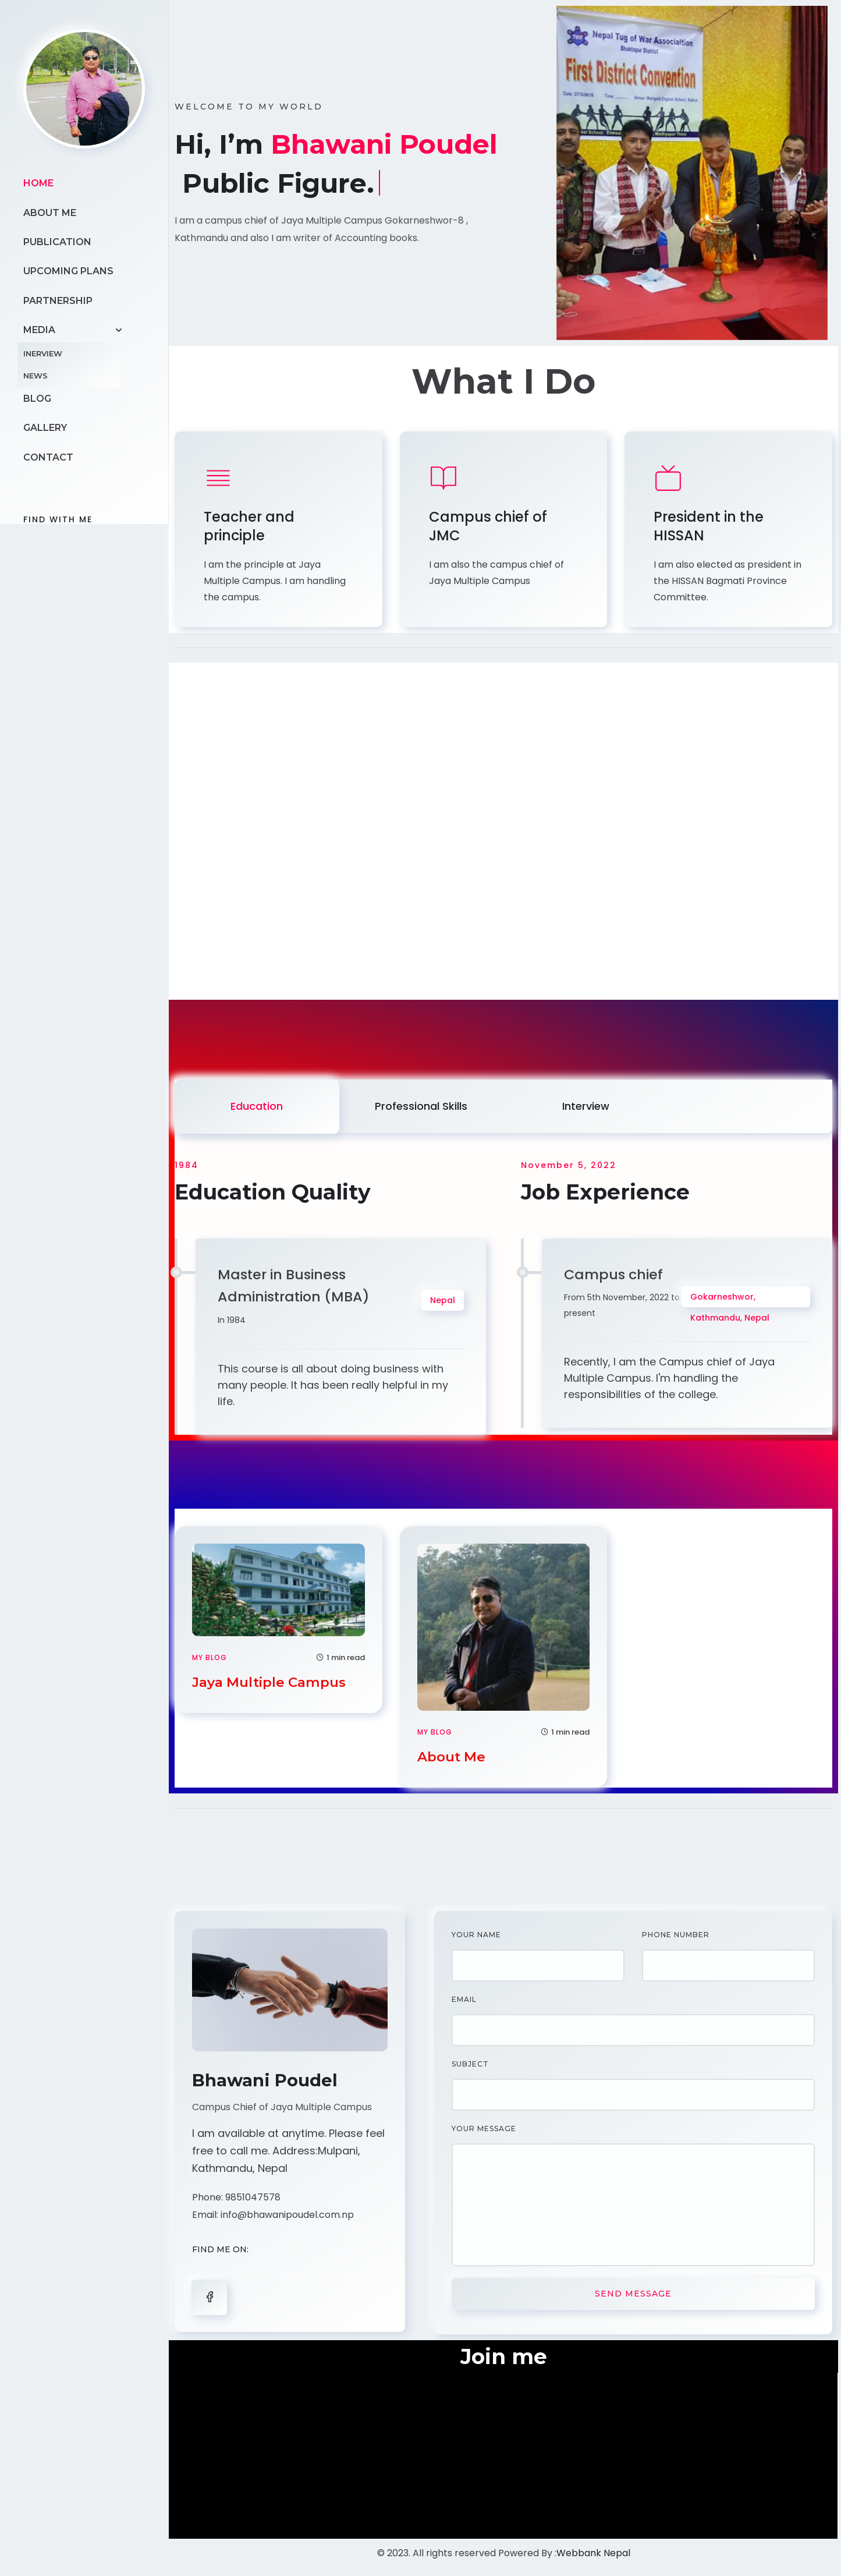 HOME
ABOUT ME
PUBLICATION
UPCOMING PLANS
PARTNERSHIP
MEDIA
INERVIEW
NEWS
BLOG
GALLERY
CONTACT
FIND WITH ME
WELCOME TO MY WORLD
Hi, I’m Bhawani Poudel
Public Figure.
I am a campus chief of Jaya Multiple Campus Gokarneshwor-8 ,
Kathmandu and also I am writer of Accounting books.
Nepal Tug of War Associaltion
Bhaktapur District
First District Convention
What I Do
Teacher and
principle
I am the principle at Jaya
Multiple Campus. I am handling
the campus.
Campus chief of
JMC
I am also the campus chief of
Jaya Multiple Campus
President in the
HISSAN
I am also elected as president in
the HISSAN Bagmati Province
Committee.
Education
Professional Skills
Interview
1984
Education Quality
Master in Business
Administration (MBA)
In 1984
Nepal
This course is all about doing business with
many people. It has been really helpful in my
life.
November 5, 2022
Job Experience
Campus chief
From 5th November, 2022 to
present
Gokarneshwor,
Kathmandu, Nepal
Recently, I am the Campus chief of Jaya
Multiple Campus. I'm handling the
responsibilities of the college.
MY BLOG
1 min read
Jaya Multiple Campus
MY BLOG
1 min read
About Me
Bhawani Poudel
Campus Chief of Jaya Multiple Campus
I am available at anytime. Please feel
free to call me. Address:Mulpani,
Kathmandu, Nepal
Phone: 9851047578
Email: info@bhawanipoudel.com.np
FIND ME ON:
YOUR NAME
PHONE NUMBER
EMAIL
SUBJECT
YOUR MESSAGE
SEND MESSAGE
Join me
© 2023. All rights reserved Powered By :Webbank Nepal